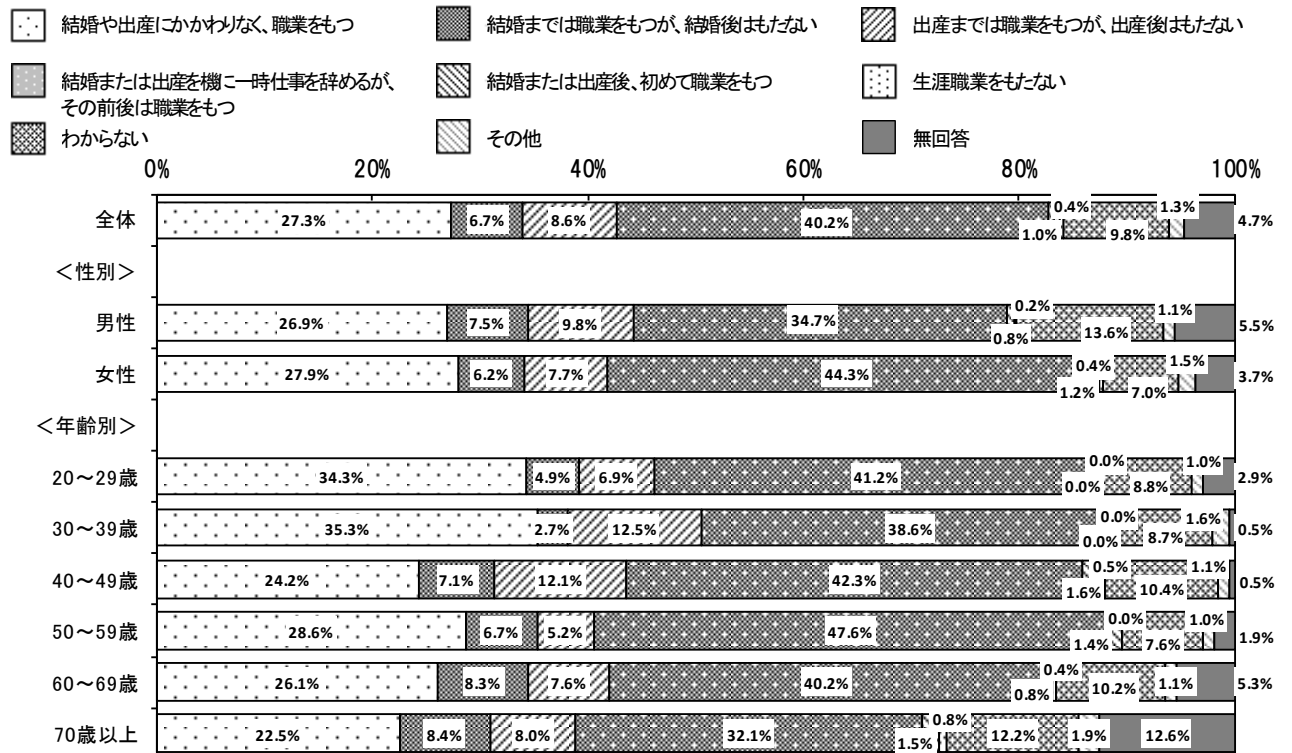 結婚や出産にかかわりなく、職業をもつ
結婚までは職業をもつが、結婚後はもたない
出産までは職業をもつが、出産後はもたない
結婚または出産を機に一時仕事を辞めるが、
その前後は職業をもつ
結婚または出産後、初めて職業をもつ
生涯職業をもたない
わからない
その他
無回答
0% 20% 40% 60% 80% 100%
全体 27.3% 6.7% 8.6% 40.2% 1.0% 0.4% 9.8% 1.3% 4.7%
＜性別＞
男性 26.9% 7.5% 9.8% 34.7% 0.8% 0.2% 13.6% 1.1% 5.5%
女性 27.9% 6.2% 7.7% 44.3% 1.2% 0.4% 7.0% 1.5% 3.7%
＜年齢別＞
20～29歳 34.3% 4.9% 6.9% 41.2% 0.0% 0.0% 8.8% 1.0% 2.9%
30～39歳 35.3% 2.7% 12.5% 38.6% 0.0% 0.0% 8.7% 1.6% 0.5%
40～49歳 24.2% 7.1% 12.1% 42.3% 1.6% 0.5% 10.4% 1.1% 0.5%
50～59歳 28.6% 6.7% 5.2% 47.6% 1.4% 0.0% 7.6% 1.0% 1.9%
60～69歳 26.1% 8.3% 7.6% 40.2% 0.8% 0.4% 10.2% 1.1% 5.3%
70歳以上 22.5% 8.4% 8.0% 32.1% 1.5% 0.8% 12.2% 1.9% 12.6%